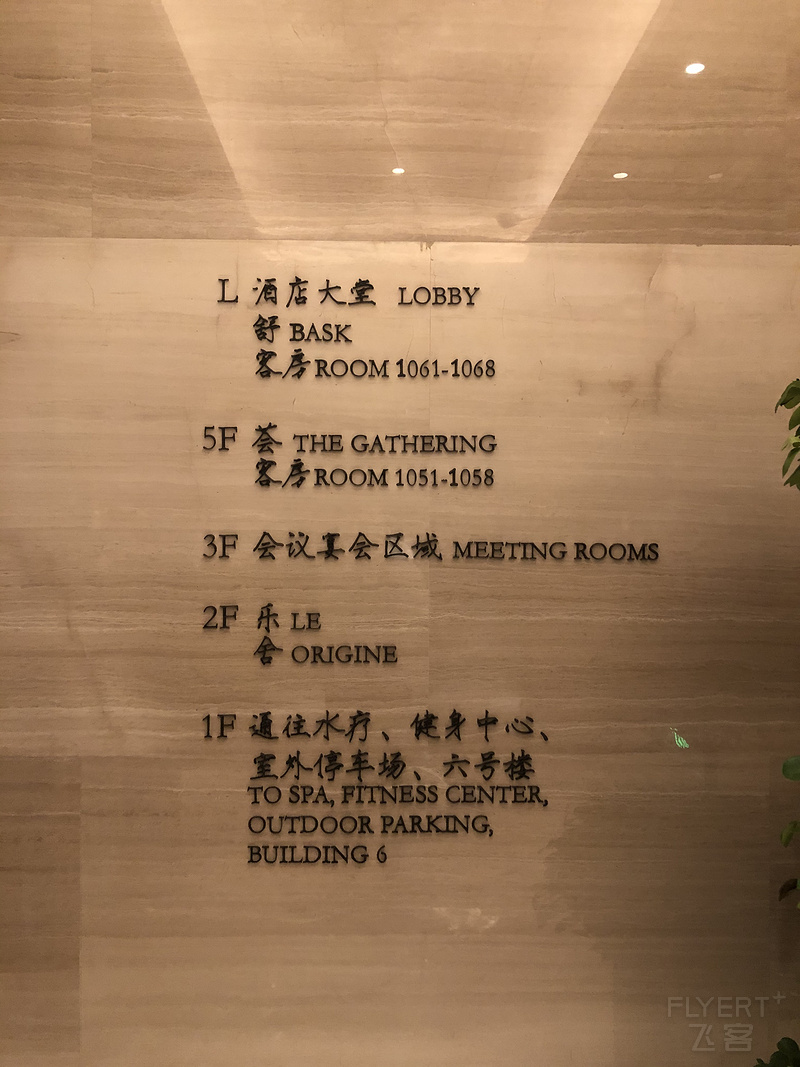 L 酒店大堂 LOBBY
舒 BASK
客房 ROOM 1061-1068
5F 荟 THE GATHERING
客房 ROOM 1051-1058
3F 会议宴会区域 MEETING ROOMS
2F 乐 LE
舍 ORIGINE
1F 通往水疗、健身中心、
室外停车场、六号楼
TO SPA, FITNESS CENTER,
OUTDOOR PARKING,
BUILDING 6
FLYERT+
飞客